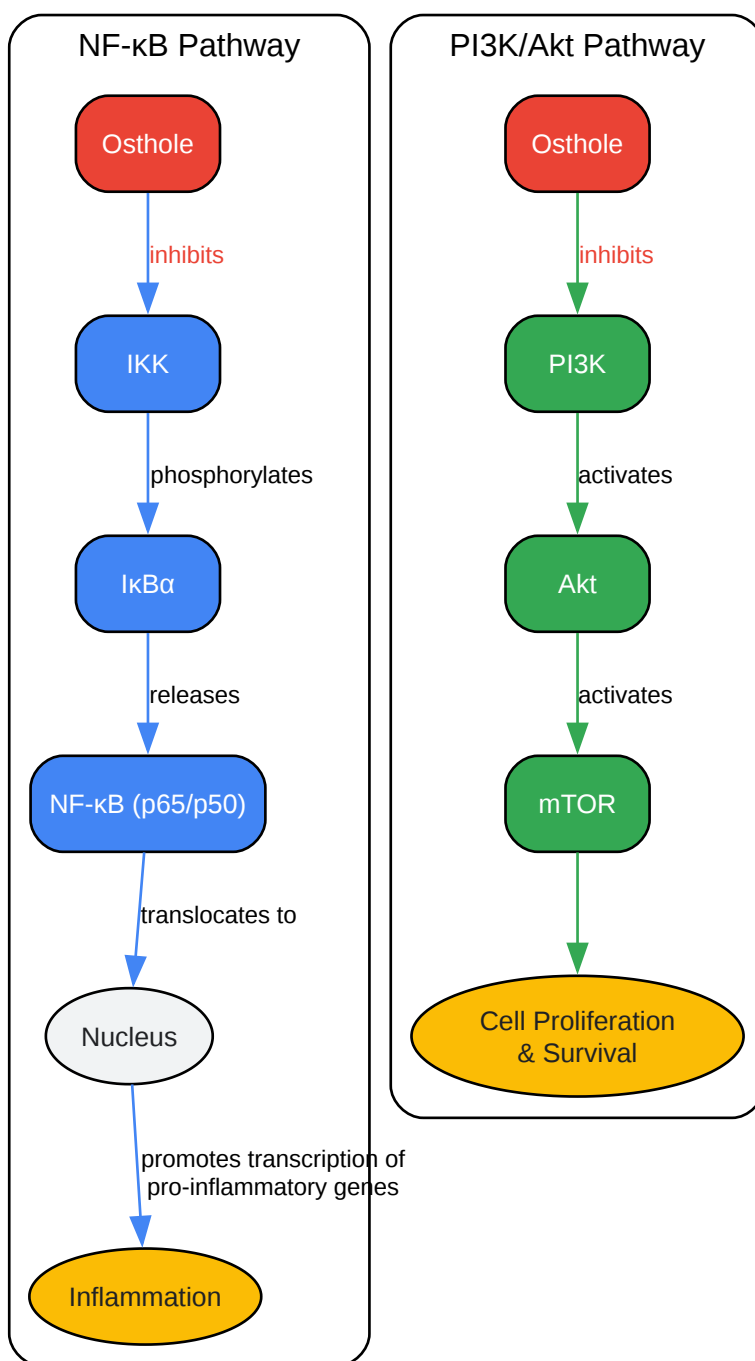 NF-κB Pathway
Osthole
inhibits
IKK
phosphorylates
IκBα
releases
NF-κB (p65/p50)
translocates to
Nucleus
promotes transcription of
pro-inflammatory genes
Inflammation
PI3K/Akt Pathway
Osthole
inhibits
PI3K
activates
Akt
activates
mTOR
Cell Proliferation
& Survival